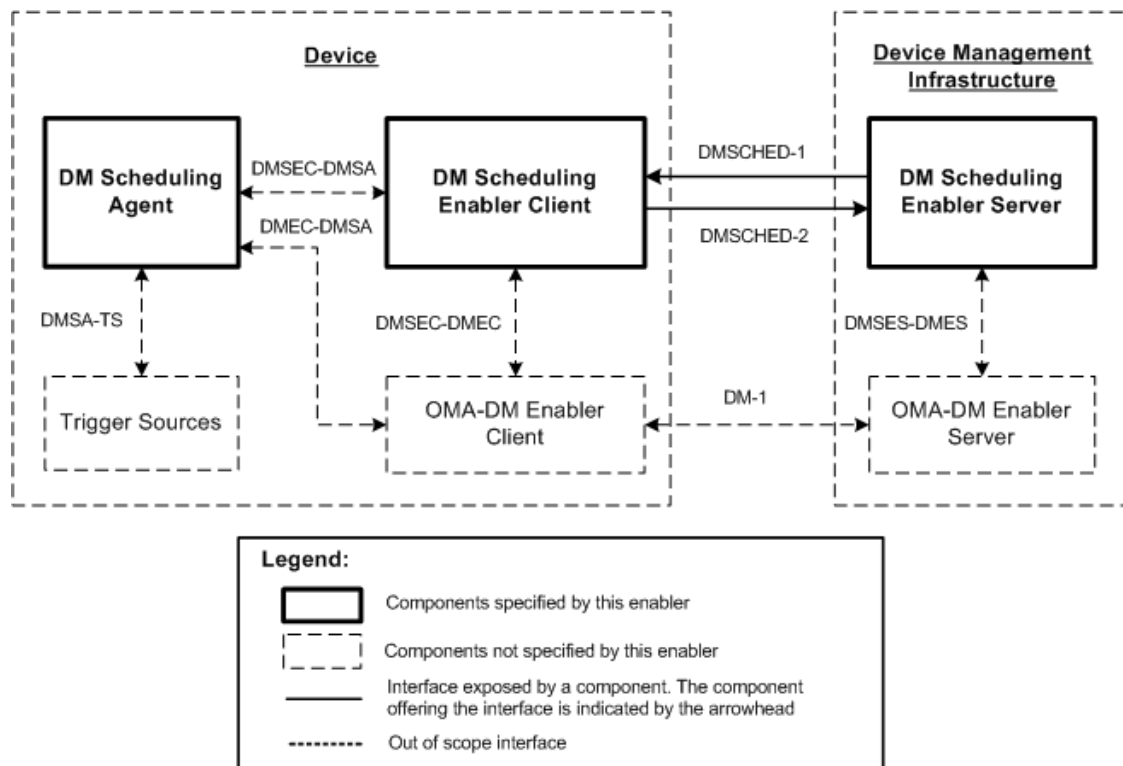 Device
Device Management
Infrastructure
DM Scheduling
Agent
DMSEC-DMSA
DMEC-DMSA
DM Scheduling
Enabler Client
DMSCHED-1
DMSCHED-2
DM Scheduling
Enabler Server
DMSA-TS
DMSEC-DMEC
DMSES-DMES
Trigger Sources
OMA-DM Enabler
Client
DM-1
OMA-DM Enabler
Server
Legend:
Components specified by this enabler
Components not specified by this enabler
Interface exposed by a component. The component
offering the interface is indicated by the arrowhead
Out of scope interface